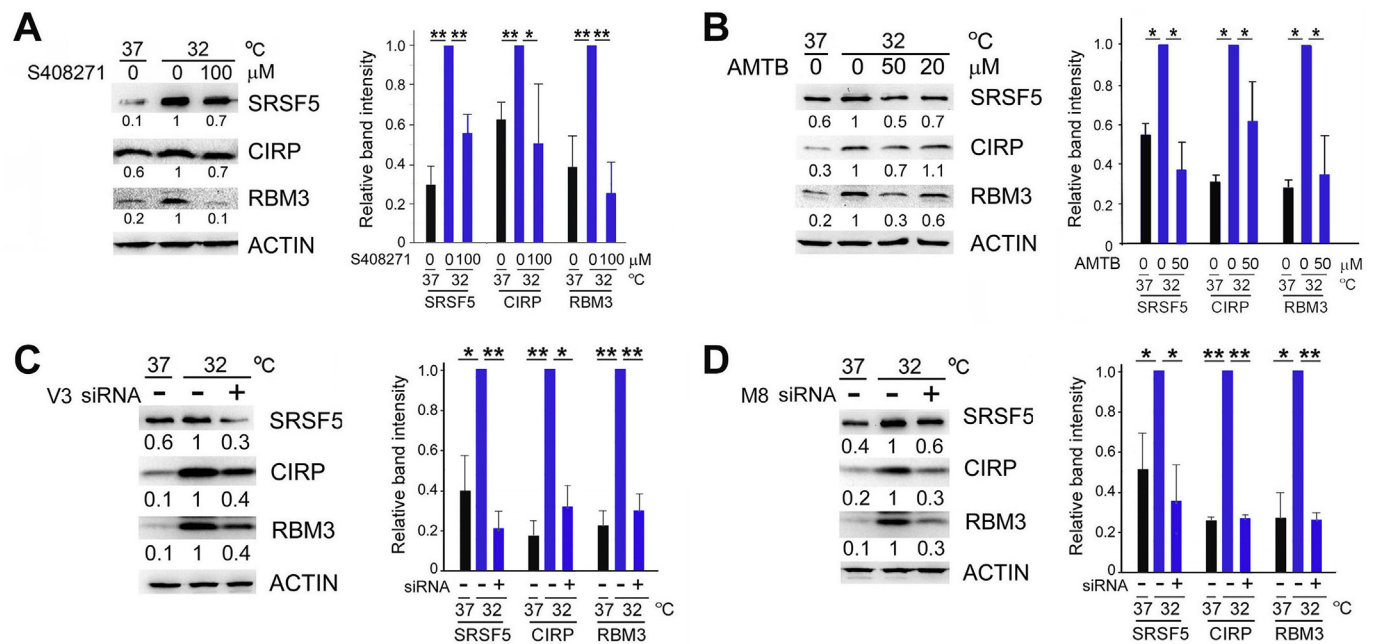 A
37 32 °C
S408271 0 0 100 μM
SRSF5
0.1 1 0.7
CIRP
0.6 1 0.7
RBM3
0.2 1 0.1
ACTIN
Relative band intensity
1.0
0.8
0.6
0.4
0.2
0
** ** ** * ** **
S408271 0 0 100 0 0 100 0 0 100 μM
37 32 37 32 37 32 °C
SRSF5 CIRP RBM3
B
37 32 °C
AMTB 0 0 50 20 μM
SRSF5
0.6 1 0.5 0.7
CIRP
0.3 1 0.7 1.1
RBM3
0.2 1 0.3 0.6
ACTIN
Relative band intensity
1.0
0.8
0.6
0.4
0.2
0
* * * * * *
AMTB 0 0 50 0 0 50 0 0 50 μM
37 32 37 32 37 32 °C
SRSF5 CIRP RBM3
C
37 32 °C
V3 siRNA - - +
SRSF5
0.6 1 0.3
CIRP
0.1 1 0.4
RBM3
0.1 1 0.4
ACTIN
Relative band intensity
1.0
0.8
0.6
0.4
0.2
0
* ** ** * ** **
siRNA - - + - - + - - +
37 32 37 32 37 32 °C
SRSF5 CIRP RBM3
D
37 32 °C
M8 siRNA - - +
SRSF5
0.4 1 0.6
CIRP
0.2 1 0.3
RBM3
0.1 1 0.3
ACTIN
Relative band intensity
1.0
0.8
0.6
0.4
0.2
0
* * ** ** * **
siRNA - - + - - + - - +
37 32 37 32 37 32 °C
SRSF5 CIRP RBM3